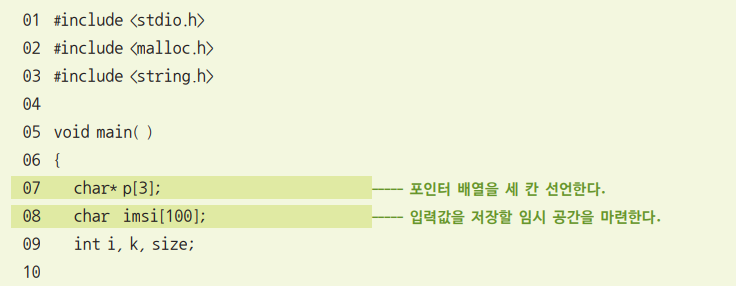 01 #include <stdio.h>
02 #include <malloc.h>
03 #include <string.h>
04
05 void main( )
06 {
07 char* p[3]; ----- 포인터 배열을 세 칸 선언한다.
08 char imsi[100]; ----- 입력값을 저장할 임시 공간을 마련한다.
09 int i, k, size;
10